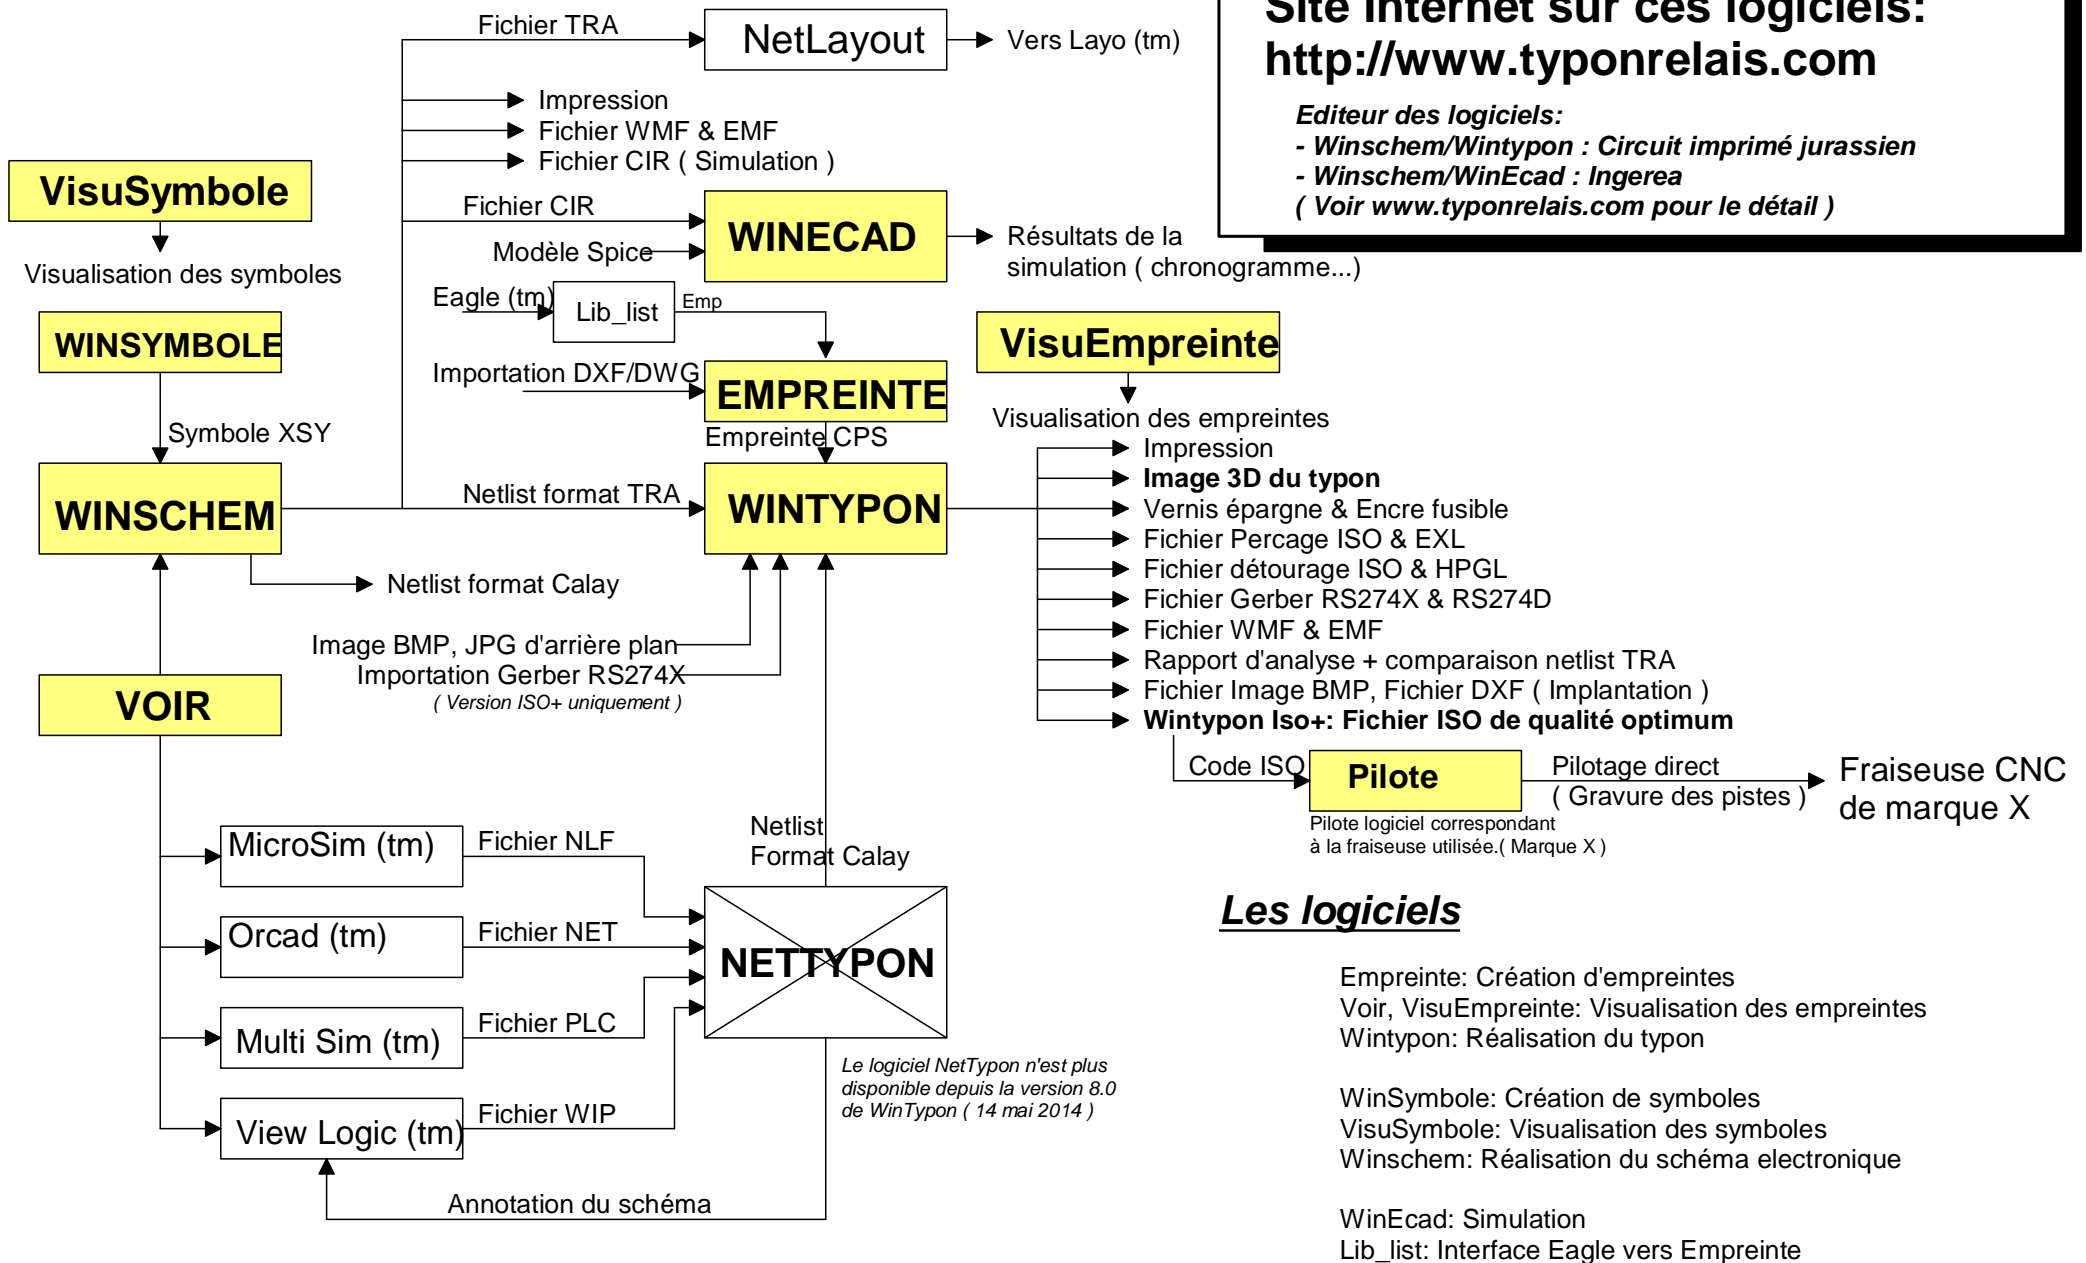 Fichier TRA
NetLayout
Vers Layo (tm)
Site Internet sur ces logiciels:
http://www.typonrelais.com
Editeur des logiciels:
- Winschem/Wintypon : Circuit imprimé jurassien
- Winschem/WinEcad : Ingerea
( Voir www.typonrelais.com pour le détail )
Impression
Fichier WMF & EMF
Fichier CIR ( Simulation )
VisuSymbole
Visualisation des symboles
Fichier CIR
Modèle Spice
WINECAD
Résultats de la
simulation ( chronogramme...)
Eagle (tm)
Lib_list
Emp
WINSYMBOLE
VisuEmpreinte
Importation DXF/DWG
EMPREINTE
Visualisation des empreintes
Symbole XSY
Empreinte CPS
WINSCHEM
Netlist format TRA
WINTYPON
Impression
Image 3D du typon
Vernis épargne & Encre fusible
Fichier Percage ISO & EXL
Fichier détourage ISO & HPGL
Fichier Gerber RS274X & RS274D
Fichier WMF & EMF
Rapport d'analyse + comparaison netlist TRA
Fichier Image BMP, Fichier DXF ( Implantation )
Wintypon Iso+: Fichier ISO de qualité optimum
Netlist format Calay
Image BMP, JPG d'arrière plan
Importation Gerber RS274X
( Version ISO+ uniquement )
VOIR
Code ISO
Pilote
Pilotage direct
( Gravure des pistes )
Fraiseuse CNC
de marque X
Pilote logiciel correspondant
à la fraiseuse utilisée.( Marque X )
MicroSim (tm)
Fichier NLF
Netlist
Format Calay
Orcad (tm)
Fichier NET
NETTYPON
Multi Sim (tm)
Fichier PLC
View Logic (tm)
Fichier WIP
Le logiciel NetTypon n'est plus
disponible depuis la version 8.0
de WinTypon ( 14 mai 2014 )
Annotation du schéma
Les logiciels
Empreinte: Création d'empreintes
Voir, VisuEmpreinte: Visualisation des empreintes
Wintypon: Réalisation du typon
WinSymbole: Création de symboles
VisuSymbole: Visualisation des symboles
Winschem: Réalisation du schéma electronique
WinEcad: Simulation
Lib_list: Interface Eagle vers Empreinte